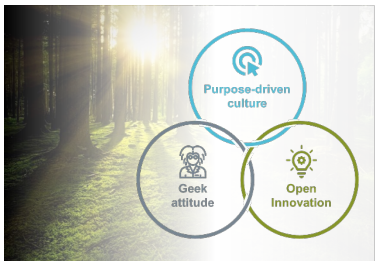 Purpose-driven
culture
Geek
attitude
Open
Innovation